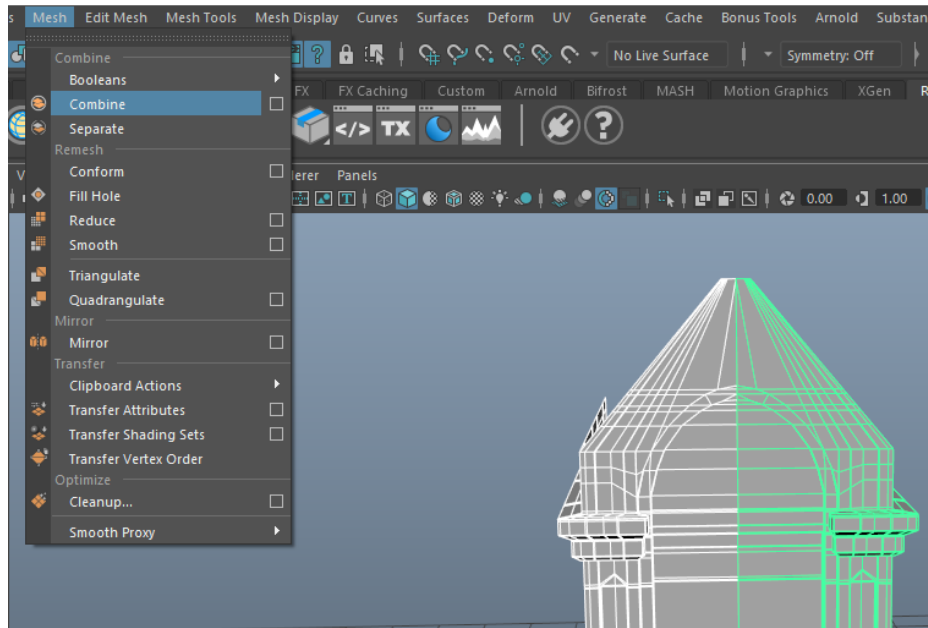 s Mesh Edit Mesh Mesh Tools Mesh Display Curves Surfaces Deform UV Generate Cache Bonus Tools Arnold Substan
No Live Surface Symmetry: Off
FX FX Caching Custom Arnold Bifrost MASH Motion Graphics XGen R
</> TX
lerer Panels
0.00 1.00
Combine
Booleans
Combine
Separate
Remesh
Conform
Fill Hole
Reduce
Smooth
Triangulate
Quadrangulate
Mirror
Mirror
Transfer
Clipboard Actions
Transfer Attributes
Transfer Shading Sets
Transfer Vertex Order
Optimize
Cleanup...
Smooth Proxy